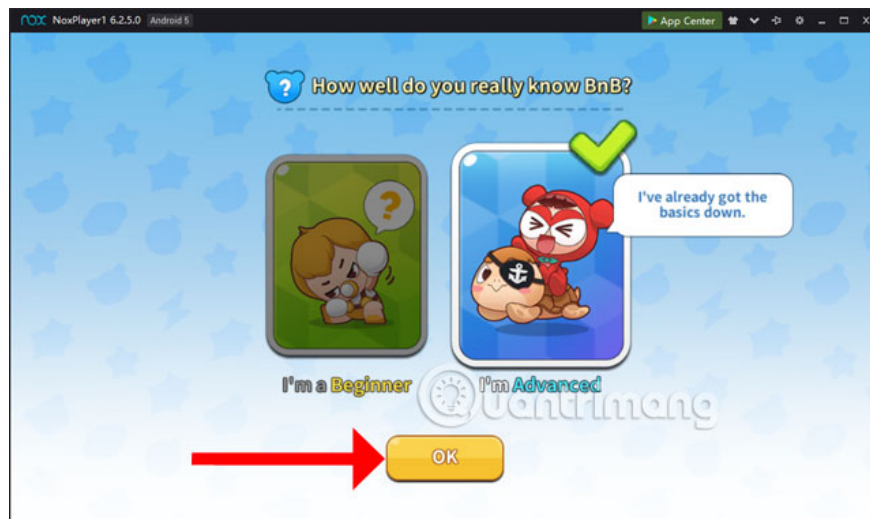 nox NoxPlayer1 6.2.5.0 Android 5 App Center
? How well do you really know BnB?
?
I've already got the
basics down.
I'm a Beginner
I'm Advanced
Quantrimang
OK